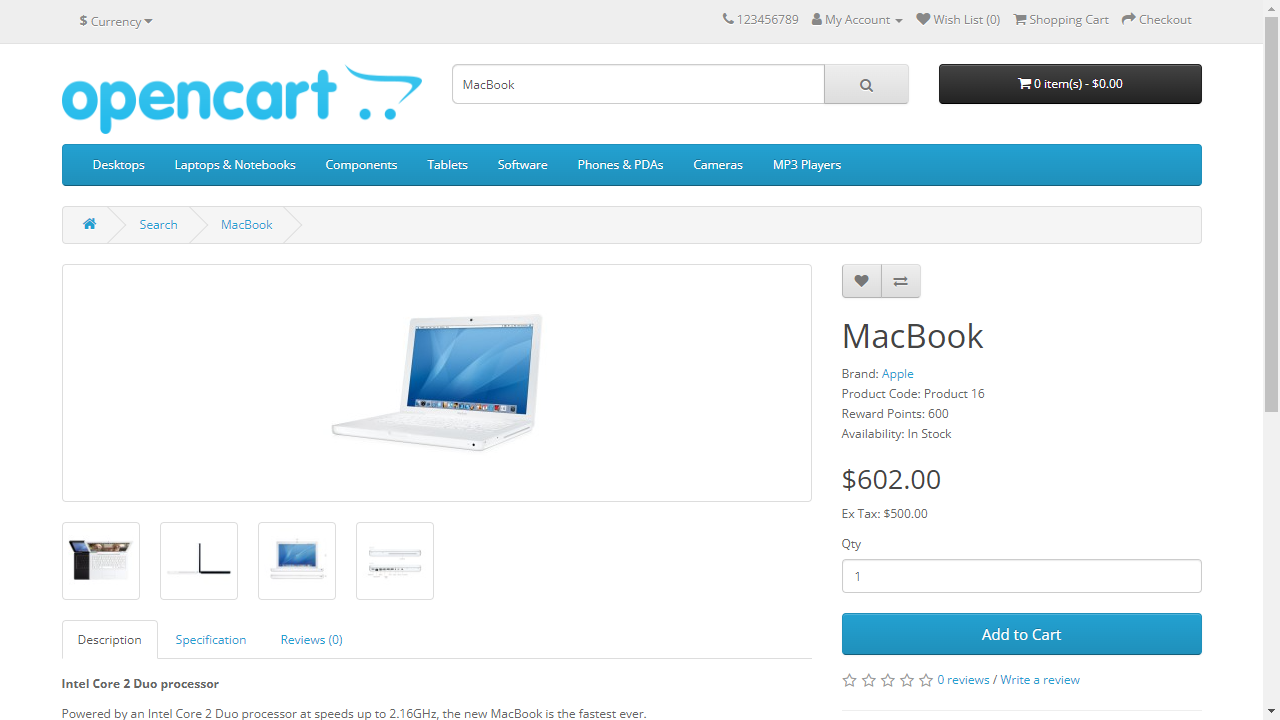 $ Currency
123456789 My Account Wish List (0) Shopping Cart Checkout
opencart
MacBook
0 item(s) - $0.00
Desktops Laptops & Notebooks Components Tablets Software Phones & PDAs Cameras MP3 Players
Search MacBook
MacBook
Brand: Apple
Product Code: Product 16
Reward Points: 600
Availability: In Stock
$602.00
Ex Tax: $500.00
Qty
1
Add to Cart
0 reviews / Write a review
Description Specification Reviews (0)
Intel Core 2 Duo processor
Powered by an Intel Core 2 Duo processor at speeds up to 2.16GHz, the new MacBook is the fastest ever.